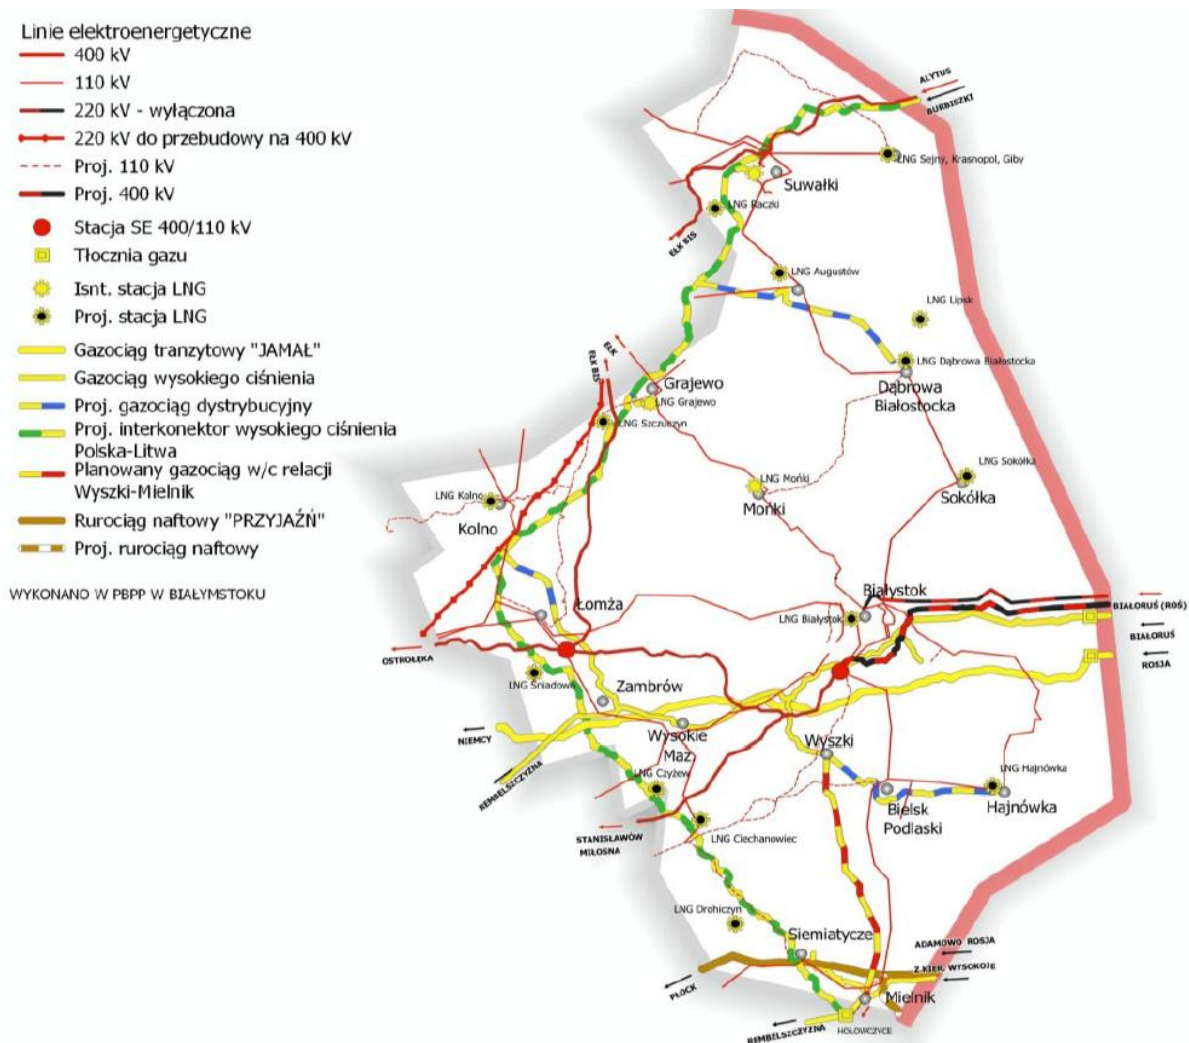 Linie elektroenergetyczne
400 kV
110 kV
220 kV - wyłączona
220 kV do przebudowy na 400 kV
Proj. 110 kV
Proj. 400 kV
Stacja SE 400/110 kV
Tłocznia gazu
Isnt. stacja LNG
Proj. stacja LNG
Gazociąg tranzytowy "JAMAŁ"
Gazociąg wysokiego ciśnienia
Proj. gazociąg dystrybucyjny
Proj. interkonektor wysokiego ciśnienia
Polska-Litwa
Planowany gazociąg w/c relacji
Wyszki-Mielnik
Rurociąg naftowy "PRZYJAŹŃ"
Proj. rurociąg naftowy
WYKONANO W PBPP W BIAŁYMSTOKU
ALYTUS
BURBISZKI
LNG Sejny, Krasnopol, Giby
Suwałki
LNG Raczki
EŁK BIS
LNG Augustów
LNG Lipsk
LNG Dąbrowa Białostocka
Dąbrowa
Białostocka
EŁK
EŁK BIS
Grajewo
LNG Grajewo
LNG Szczuczyn
LNG Sokółka
Sokółka
LNG Mońki
Mońki
LNG Kolno
Kolno
Białystok
LNG Białystok
BIAŁORUŚ (ROŚ)
BIAŁORUŚ
ROSJA
Łomża
OSTROŁĘKA
LNG Śniadowo
Zambrów
NIEMCY
Wysokie
Maz.
REMBELSZCZYZNA
Wyszki
LNG Czyżew
LNG Hajnówka
Hajnówka
Bielsk
Podlaski
STANISŁAWÓW
MIŁOSNA
LNG Ciechanowiec
LNG Drohiczyn
Siemiatycze
ADAMOWO ROSJA
Z KIER. WYSOKOJE
PŁOCK
Mielnik
REMBELSZCZYZNA
HOŁOWCZYCE